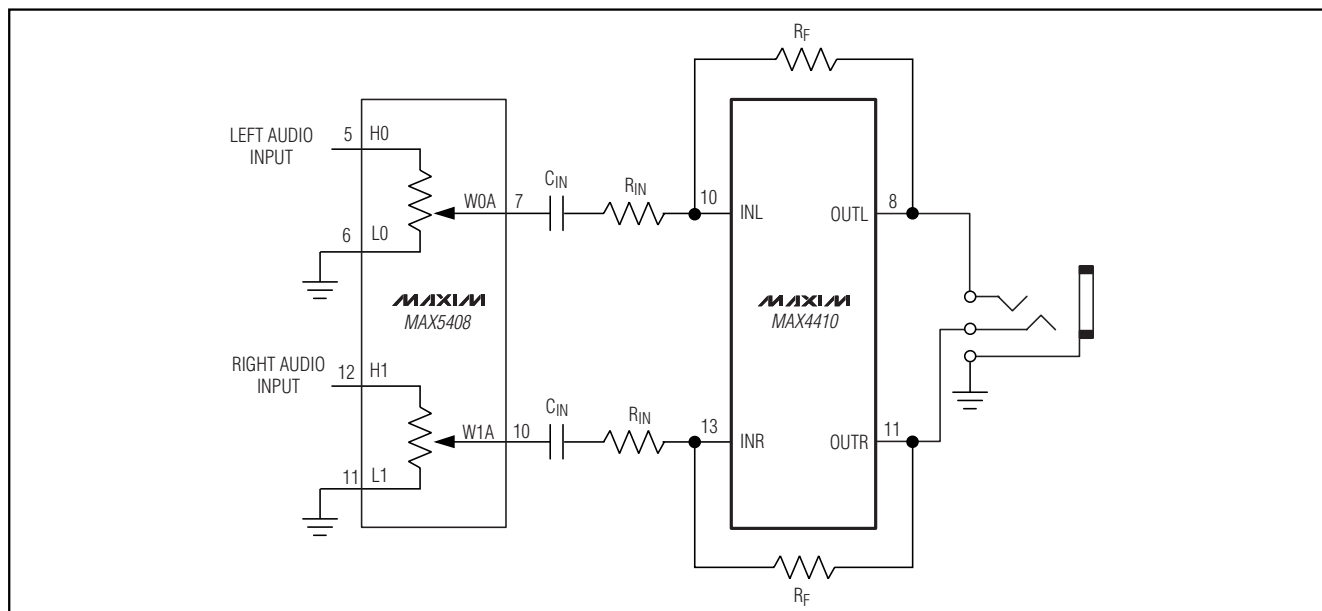 RF
LEFT AUDIO
INPUT
5
H0
W0A
7
CIN
RIN
10
INL
OUTL
8
6
L0
MAXIM
MAX5408
MAXIM
MAX4410
RIGHT AUDIO
INPUT
12
H1
W1A
10
CIN
RIN
13
INR
OUTR
11
11
L1
RF